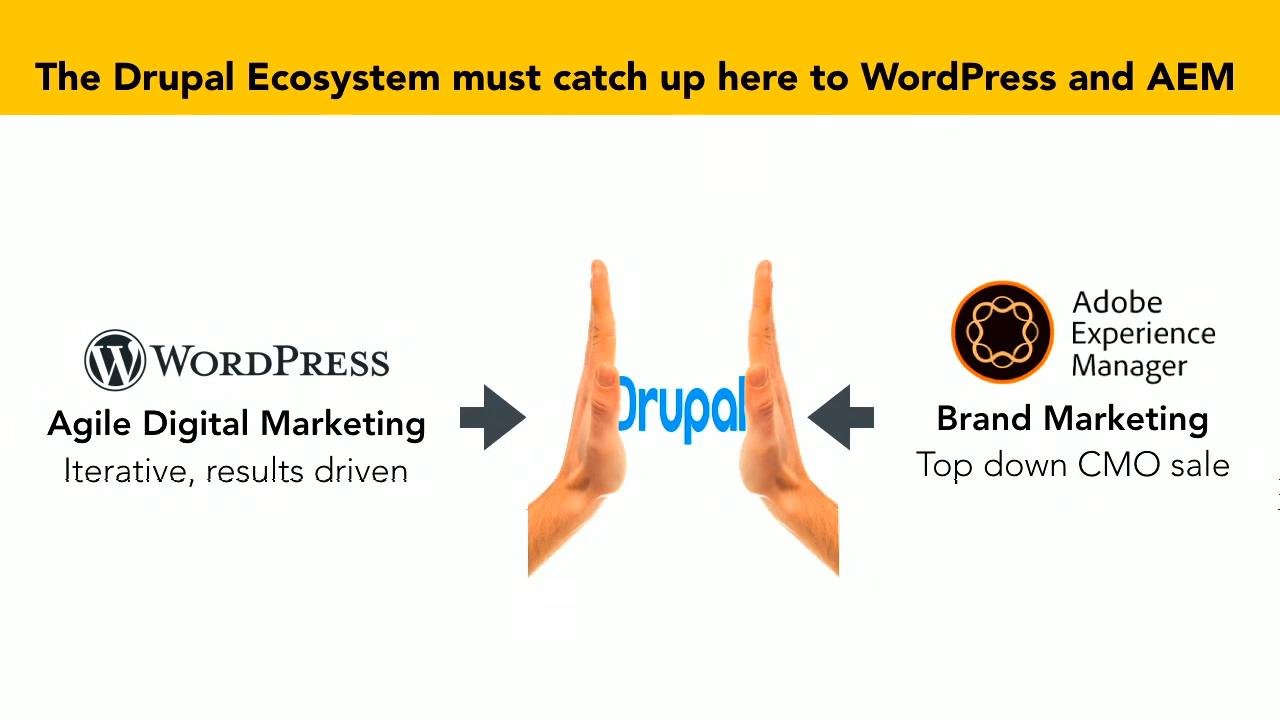 The Drupal Ecosystem must catch up here to WordPress and AEM
WORDPRESS
Agile Digital Marketing
Iterative, results driven
Drupal
Adobe
Experience
Manager
Brand Marketing
Top down CMO sale